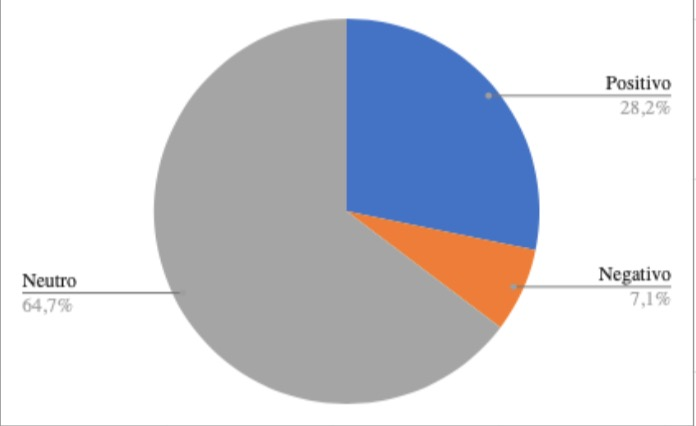 Positivo
28,2%
Negativo
7,1%
Neutro
64,7%